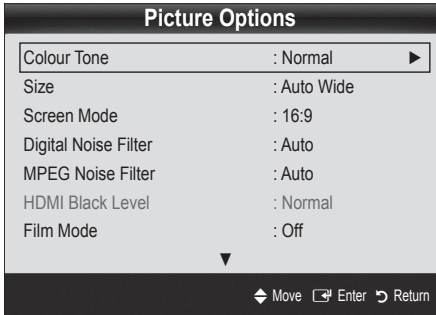 Picture Options
Colour Tone : Normal ►
Size : Auto Wide
Screen Mode : 16:9
Digital Noise Filter : Auto
MPEG Noise Filter : Auto
HDMI Black Level : Normal
Film Mode : Off
▼
Move Enter Return